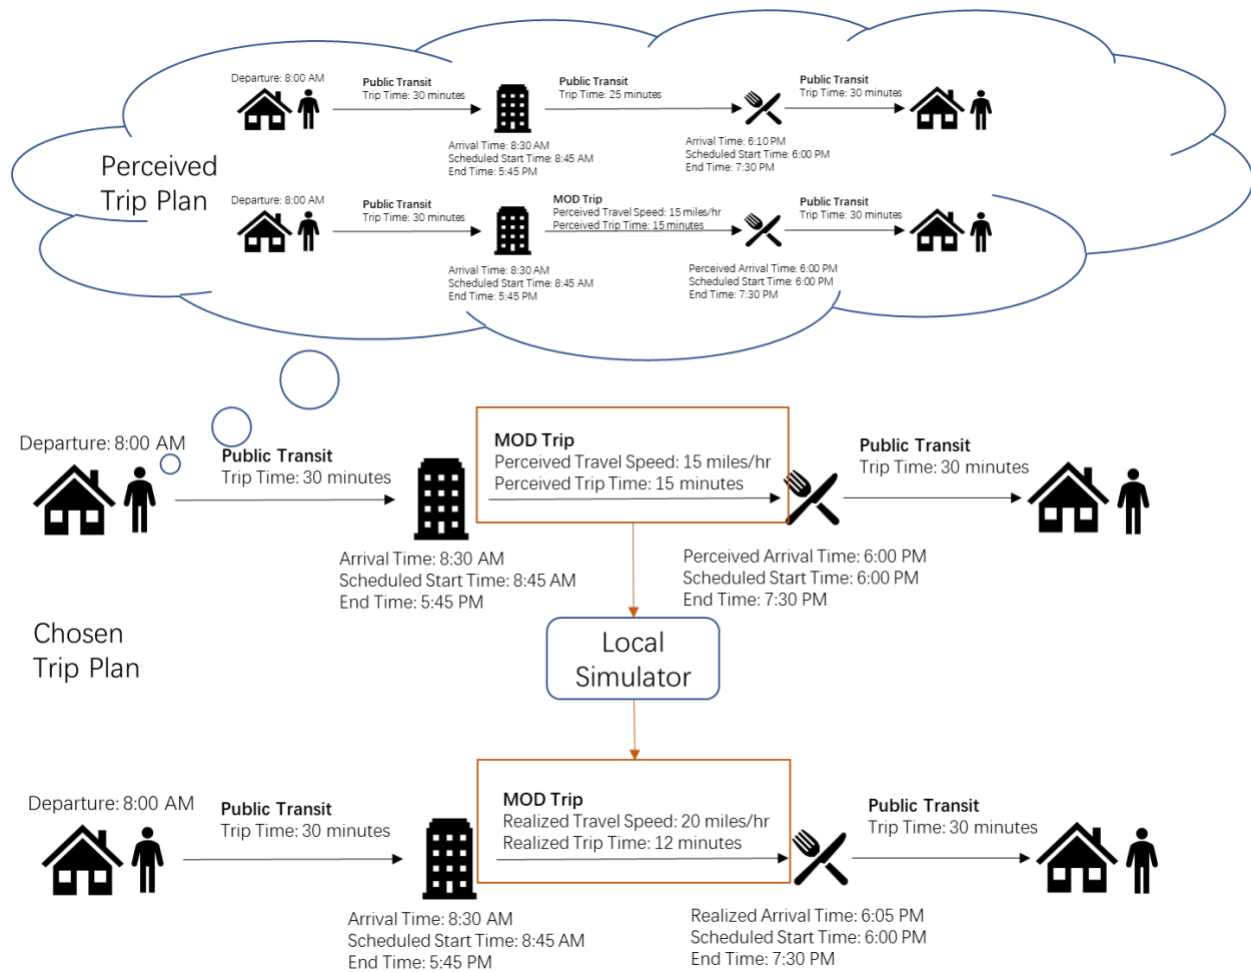 Departure: 8:00 AM
Public Transit
Trip Time: 30 minutes
Public Transit
Trip Time: 25 minutes
Public Transit
Trip Time: 30 minutes
Arrival Time: 8:30 AM
Scheduled Start Time: 8:45 AM
End Time: 5:45 PM
Arrival Time: 6:10 PM
Scheduled Start Time: 6:00 PM
End Time: 7:30 PM
Perceived
Trip Plan
Departure: 8:00 AM
Public Transit
Trip Time: 30 minutes
MOD Trip
Perceived Travel Speed: 15 miles/hr
Perceived Trip Time: 15 minutes
Public Transit
Trip Time: 30 minutes
Arrival Time: 8:30 AM
Scheduled Start Time: 8:45 AM
End Time: 5:45 PM
Perceived Arrival Time: 6:00 PM
Scheduled Start Time: 6:00 PM
End Time: 7:30 PM
Departure: 8:00 AM
Public Transit
Trip Time: 30 minutes
MOD Trip
Perceived Travel Speed: 15 miles/hr
Perceived Trip Time: 15 minutes
Public Transit
Trip Time: 30 minutes
Arrival Time: 8:30 AM
Scheduled Start Time: 8:45 AM
End Time: 5:45 PM
Perceived Arrival Time: 6:00 PM
Scheduled Start Time: 6:00 PM
End Time: 7:30 PM
Chosen
Trip Plan
Local
Simulator
Departure: 8:00 AM
Public Transit
Trip Time: 30 minutes
MOD Trip
Realized Travel Speed: 20 miles/hr
Realized Trip Time: 12 minutes
Public Transit
Trip Time: 30 minutes
Arrival Time: 8:30 AM
Scheduled Start Time: 8:45 AM
End Time: 5:45 PM
Realized Arrival Time: 6:05 PM
Scheduled Start Time: 6:00 PM
End Time: 7:30 PM